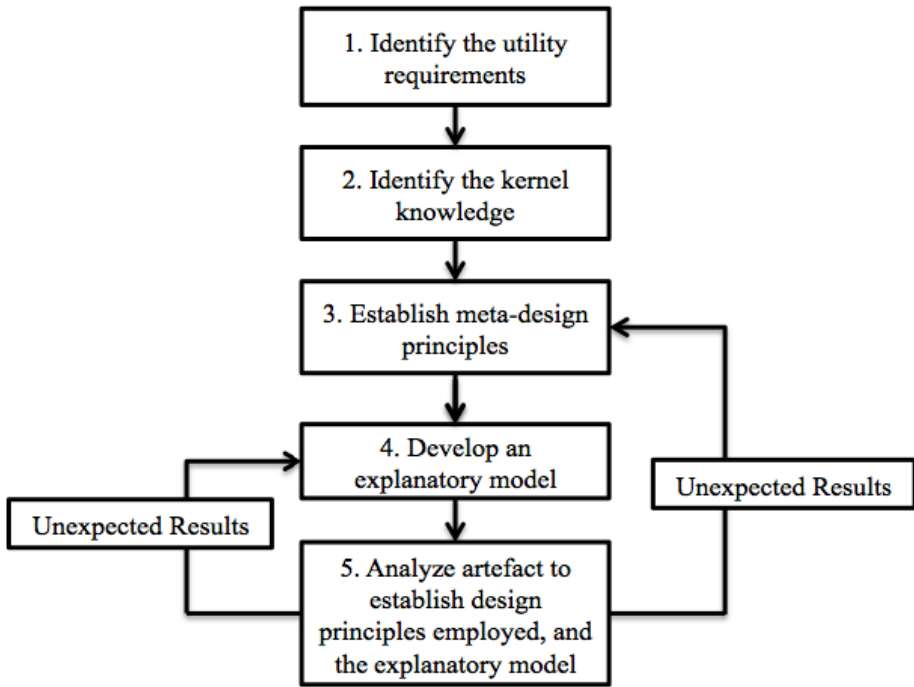 1. Identify the utility
requirements
2. Identify the kernel
knowledge
3. Establish meta-design
principles
4. Develop an
explanatory model
Unexpected Results
Unexpected Results
5. Analyze artefact to
establish design
principles employed, and
the explanatory model